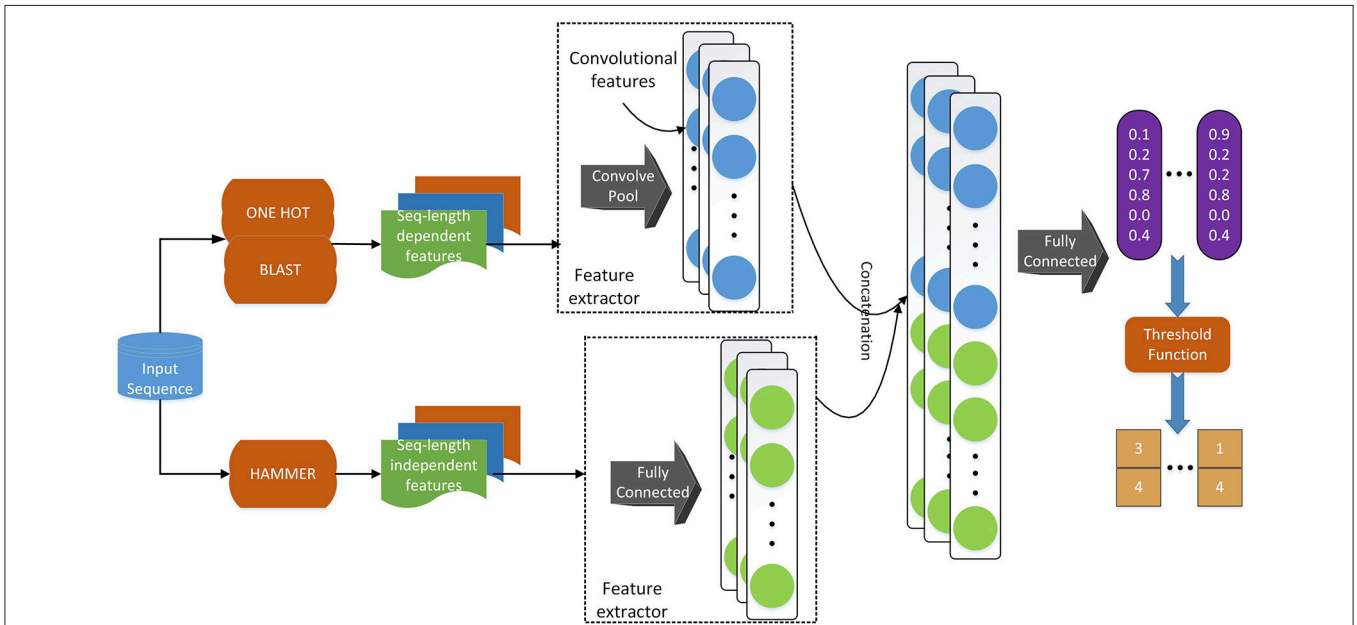 Input
Sequence
ONE HOT
BLAST
Seq-length
dependent
features
Convolutional
features
Convolve
Pool
Feature
extractor
HAMMER
Seq-length
independent
features
Fully
Connected
Feature
extractor
Concatenation
Fully
Connected
0.1
0.2
0.7
0.8
0.0
0.4
0.9
0.2
0.2
0.8
0.0
0.4
Threshold
Function
3
4
1
4